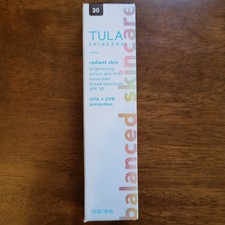 30
TULA
SKINCARE
radiant skin
brightening
serum skin tint
sunscreen
broad spectrum
SPF 30
UVA + UVB
protection
balanced skincare